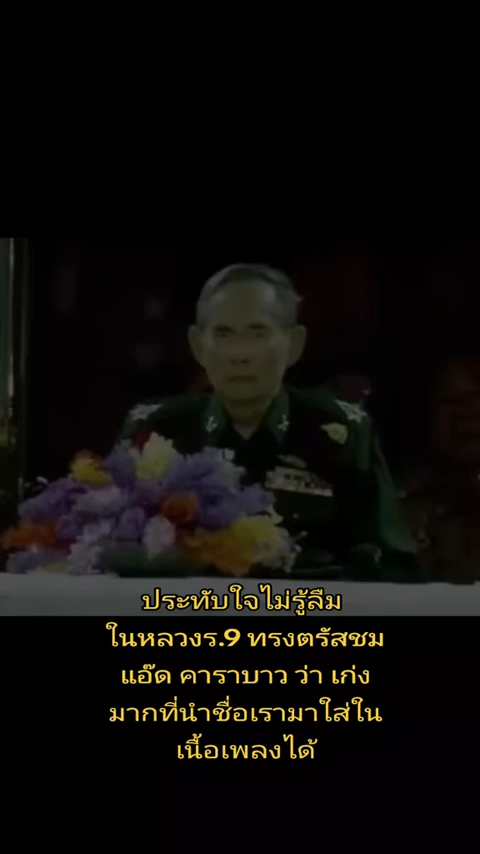 ประทับใจไม่รู้ลืม
ในหลวงร.9 ทรงตรัสชม
แอ๊ด คาราบาว ว่า เก่ง
มากที่นำชื่อเรามาใส่ใน
เนื้อเพลงได้